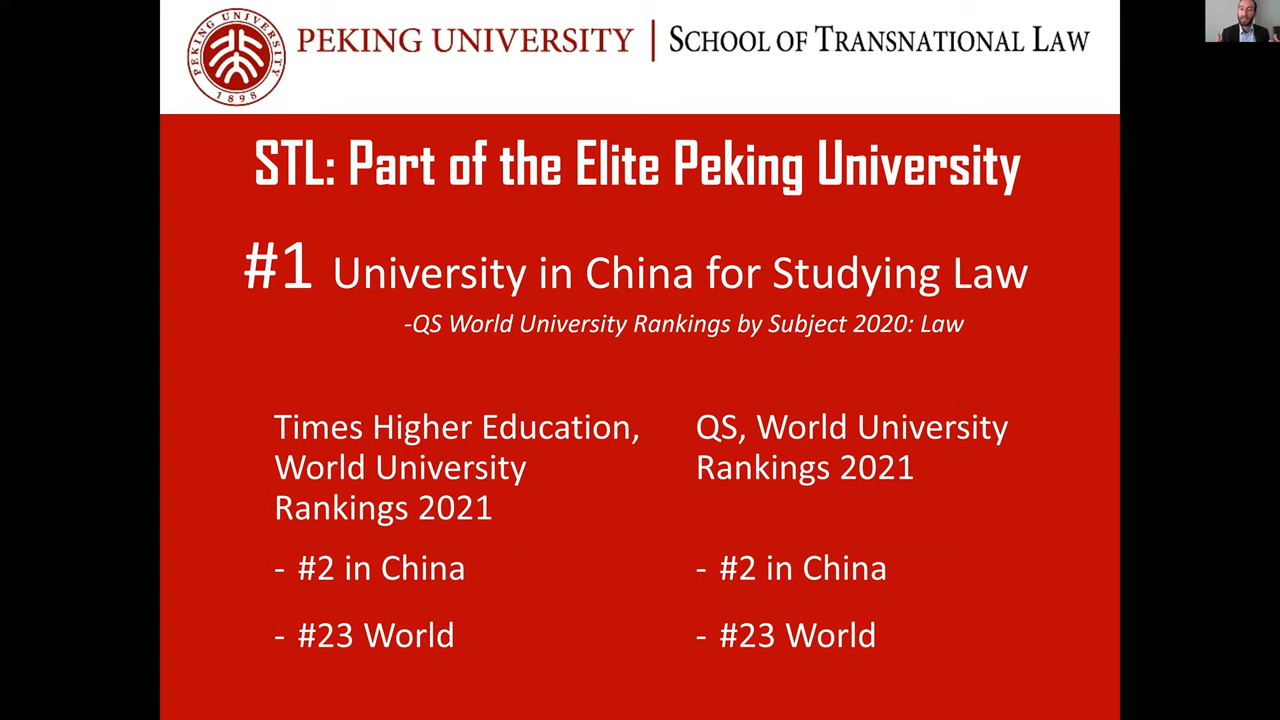 PEKING UNIVERSITY
1898
PEKING UNIVERSITY | SCHOOL OF TRANSNATIONAL LAW
STL: Part of the Elite Peking University
#1 University in China for Studying Law
-QS World University Rankings by Subject 2020: Law
Times Higher Education,
World University
Rankings 2021
- #2 in China
- #23 World
QS, World University
Rankings 2021
- #2 in China
- #23 World